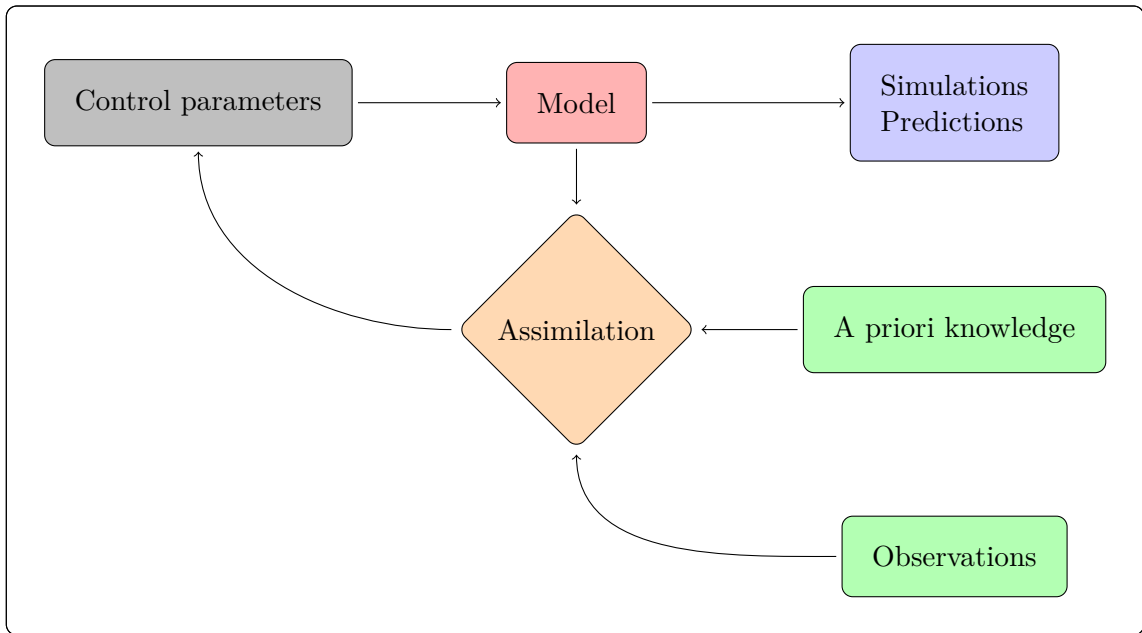 Control parameters
Model
Simulations
Predictions
Assimilation
A priori knowledge
Observations